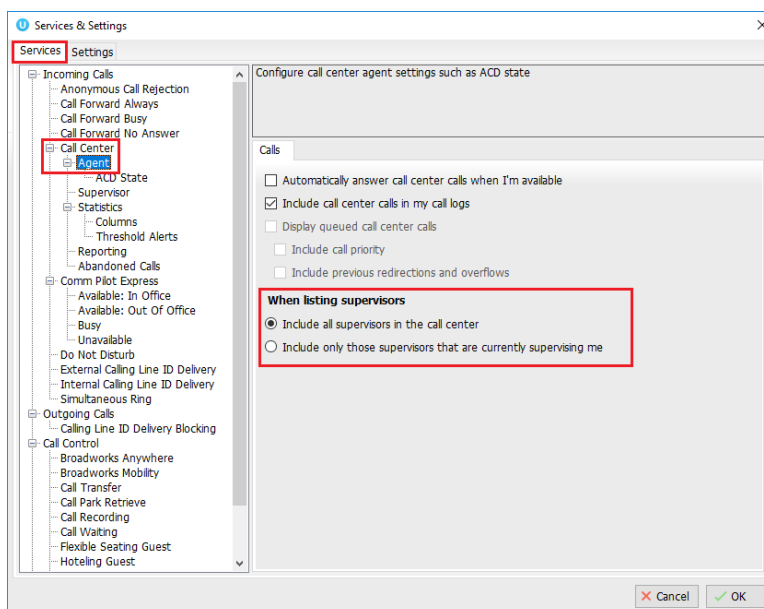 Services & Settings
Services
Settings
Incoming Calls
Anonymous Call Rejection
Call Forward Always
Call Forward Busy
Call Forward No Answer
Call Center
Agent
ACD State
Supervisor
Statistics
Columns
Threshold Alerts
Reporting
Abandoned Calls
Comm Pilot Express
Available: In Office
Available: Out Of Office
Busy
Unavailable
Do Not Disturb
External Calling Line ID Delivery
Internal Calling Line ID Delivery
Simultaneous Ring
Outgoing Calls
Calling Line ID Delivery Blocking
Call Control
Broadworks Anywhere
Broadworks Mobility
Call Transfer
Call Park Retrieve
Call Recording
Call Waiting
Flexible Seating Guest
Hoteling Guest
Configure call center agent settings such as ACD state
Calls
Automatically answer call center calls when I'm available
Include call center calls in my call logs
Display queued call center calls
Include call priority
Include previous redirections and overflows
When listing supervisors
Include all supervisors in the call center
Include only those supervisors that are currently supervising me
Cancel
OK